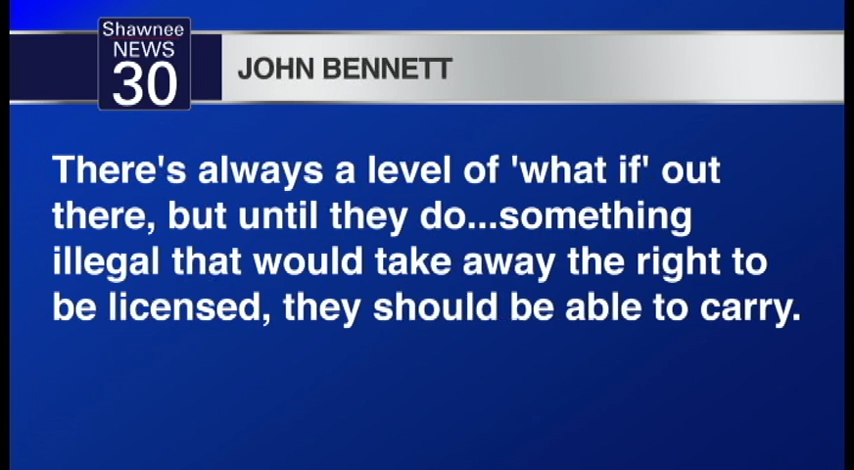 Shawnee
NEWS
30
JOHN BENNETT
There's always a level of 'what if' out
there, but until they do...something
illegal that would take away the right to
be licensed, they should be able to carry.